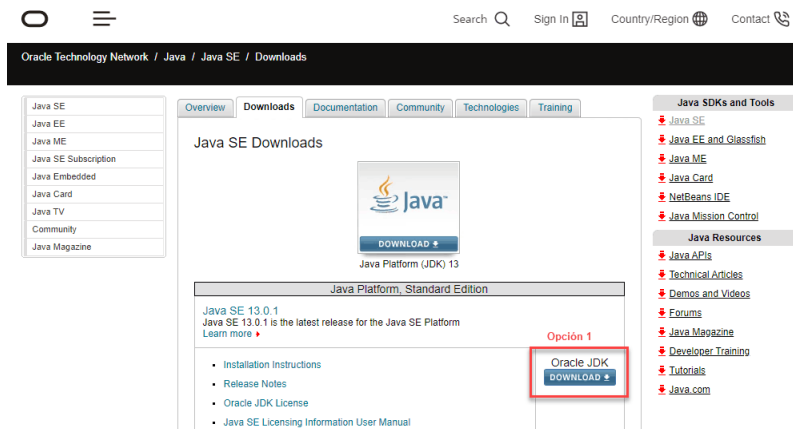 Search
Sign In
Country/Region
Contact
Oracle Technology Network / Java / Java SE / Downloads
Java SE
Java EE
Java ME
Java SE Subscription
Java Embedded
Java Card
Java TV
Community
Java Magazine
Overview
Downloads
Documentation
Community
Technologies
Training
Java SE Downloads
Java™
DOWNLOAD
Java Platform (JDK) 13
Java Platform, Standard Edition
Java SE 13.0.1
Java SE 13.0.1 is the latest release for the Java SE Platform
Learn more
Installation Instructions
Release Notes
Oracle JDK License
Java SE Licensing Information User Manual
Opción 1
Oracle JDK
DOWNLOAD
Java SDKs and Tools
Java SE
Java EE and Glassfish
Java ME
Java Card
NetBeans IDE
Java Mission Control
Java Resources
Java APIs
Technical Articles
Demos and Videos
Forums
Java Magazine
Developer Training
Tutorials
Java.com